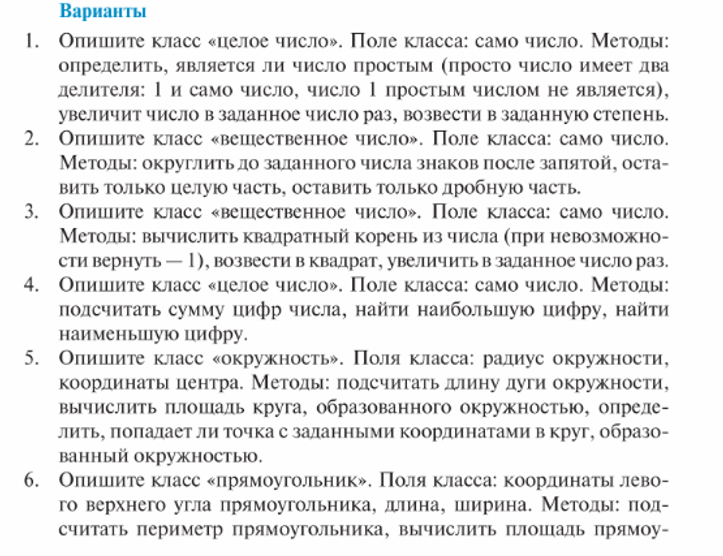 Варианты
1. Опишите класс «целое число». Поле класса: само число. Методы:
определить, является ли число простым (просто число имеет два
делителя: 1 и само число, число 1 простым числом не является),
увеличит число в заданное число раз, возвести в заданную степень.
2. Опишите класс «вещественное число». Поле класса: само число.
Методы: округлить до заданного числа знаков после запятой, оста-
вить только целую часть, оставить только дробную часть.
3. Опишите класс «вещественное число». Поле класса: само число.
Методы: вычислить квадратный корень из числа (при невозможно-
сти вернуть — 1), возвести в квадрат, увеличить в заданное число раз.
4. Опишите класс «целое число». Поле класса: само число. Методы:
подсчитать сумму цифр числа, найти наибольшую цифру, найти
наименьшую цифру.
5. Опишите класс «окружность». Поля класса: радиус окружности,
координаты центра. Методы: подсчитать длину дуги окружности,
вычислить площадь круга, образованного окружностью, опреде-
лить, попадает ли точка с заданными координатами в круг, образо-
ванный окружностью.
6. Опишите класс «прямоугольник». Поля класса: координаты лево-
го верхнего угла прямоугольника, длина, ширина. Методы: под-
считать периметр прямоугольника, вычислить площадь прямоу-